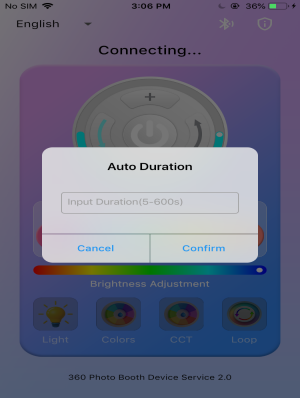 No SIM 3:06 PM 36%
English
Connecting...
Auto Duration
Input Duration(5-600s)
Cancel Confirm
Brightness Adjustment
Light Colors CCT Loop
360 Photo Booth Device Service 2.0